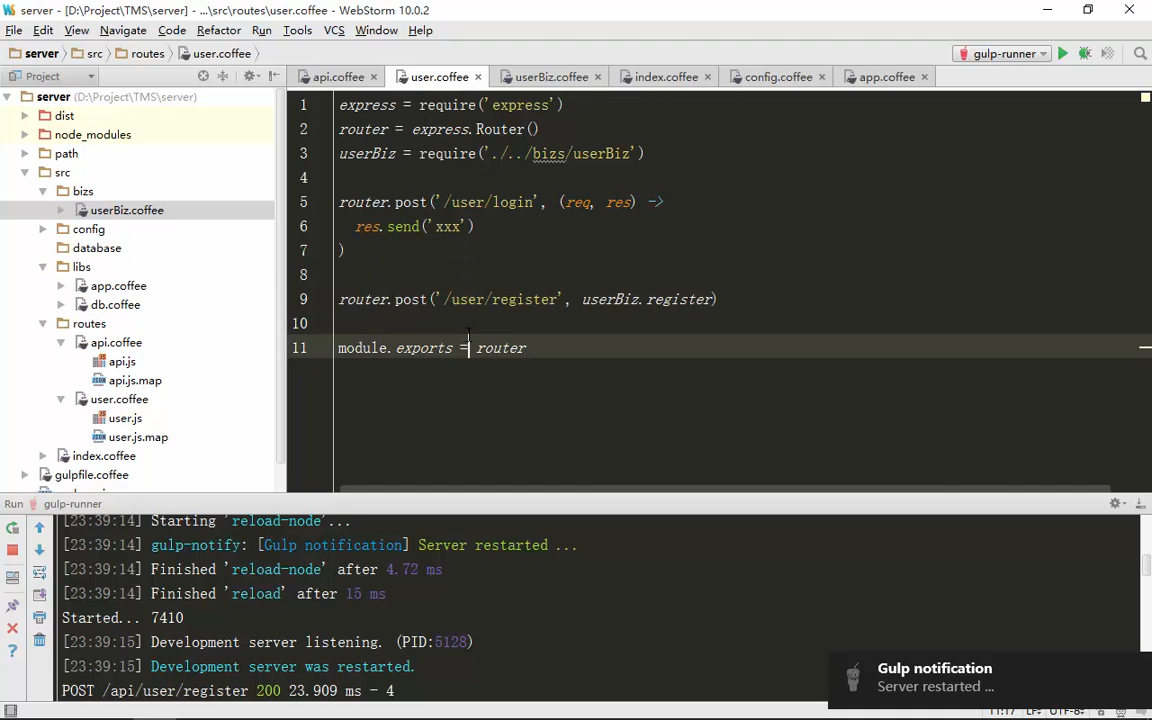 server - [D:\Project\TMS\server] - ...\src\routes\user.coffee - WebStorm 10.0.2
File Edit View Navigate Code Refactor Run Tools VCS Window Help
server src routes user.coffee gulp-runner
Project api.coffee user.coffee userBiz.coffee index.coffee config.coffee app.coffee
server (D:\Project\TMS\server)
dist
node_modules
path
src
bizs
userBiz.coffee
config
database
libs
app.coffee
db.coffee
routes
api.coffee
api.js
api.js.map
user.coffee
user.js
user.js.map
index.coffee
gulpfile.coffee
1 express = require('express')
2 router = express.Router()
3 userBiz = require('./../bizs/userBiz')
4
5 router.post('/user/login', (req, res) ->
6 res.send('xxx')
7 )
8
9 router.post('/user/register', userBiz.register)
10
11 module.exports = router
Run gulp-runner
[23:39:14] Starting 'reload-node'...
[23:39:14] gulp-notify: [Gulp notification] Server restarted ...
[23:39:14] Finished 'reload-node' after 4.72 ms
[23:39:14] Finished 'reload' after 15 ms
Started... 7410
[23:39:15] Development server listening. (PID:5128)
[23:39:15] Development server was restarted.
POST /api/user/register 200 23.909 ms - 4
Gulp notification
Server restarted ...
11:17 LF UTF-8